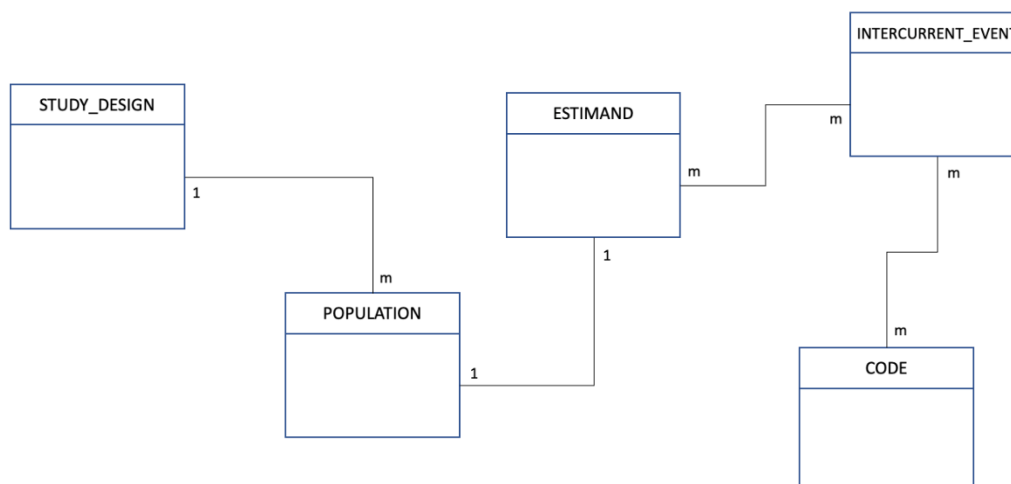 INTERCURRENT_EVENT
STUDY_DESIGN
ESTIMAND
m
m
m
1
1
m
POPULATION
m
1
CODE